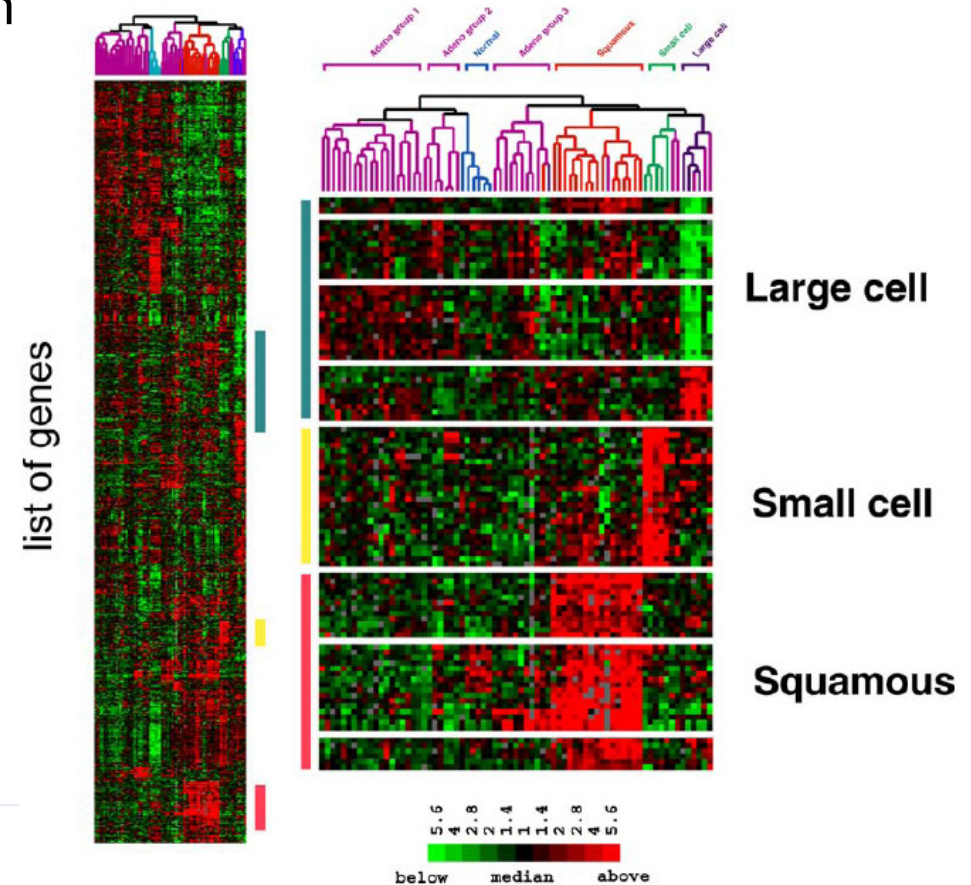 n
Adeno group 1
Adeno group 2
Normal
Adeno group 3
Squamous
Small cell
Large cell
list of genes
Large cell
Small cell
Squamous
5.6 4 2.8 2 1.4 1 1.4 2 2.8 4 5.6
below median above